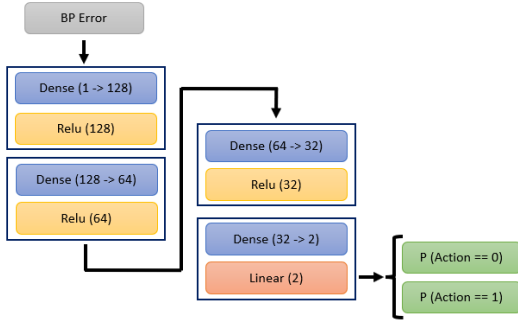 BP Error
Dense (1 -> 128)
Relu (128)
Dense (128 -> 64)
Relu (64)
Dense (64 -> 32)
Relu (32)
Dense (32 -> 2)
Linear (2)
P (Action == 0)
P (Action == 1)